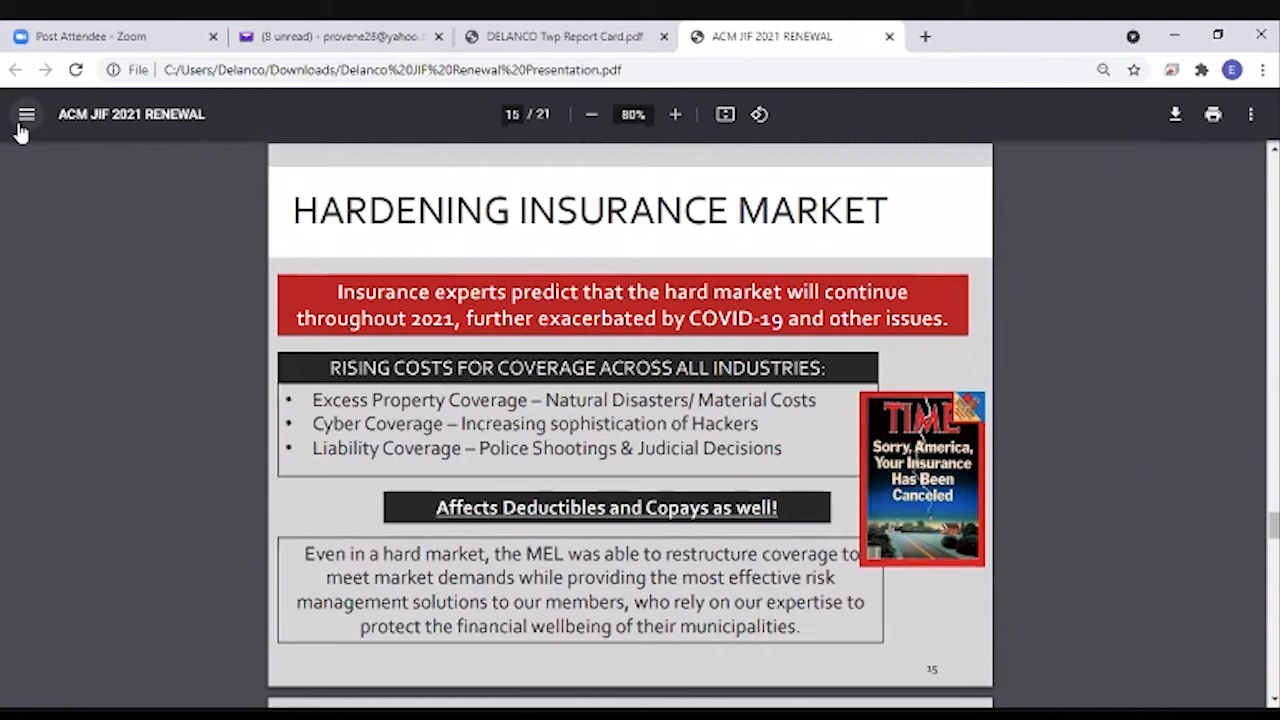 Post Attendee - Zoom
(8 unread) - provene28@yahoo.c
DELANCO Twp Report Card.pdf
ACM JIF 2021 RENEWAL
File
C:/Users/Delanco/Downloads/Delanco%20JIF%20Renewal%20Presentation.pdf
E
ACM JIF 2021 RENEWAL
15 / 21
80%
HARDENING INSURANCE MARKET
Insurance experts predict that the hard market will continue
throughout 2021, further exacerbated by COVID-19 and other issues.
RISING COSTS FOR COVERAGE ACROSS ALL INDUSTRIES:
• Excess Property Coverage – Natural Disasters/ Material Costs
• Cyber Coverage – Increasing sophistication of Hackers
• Liability Coverage – Police Shootings & Judicial Decisions
TIME
Sorry, America,
Your Insurance
Has Been
Canceled
Affects Deductibles and Copays as well!
Even in a hard market, the MEL was able to restructure coverage to
meet market demands while providing the most effective risk
management solutions to our members, who rely on our expertise to
protect the financial wellbeing of their municipalities.
15